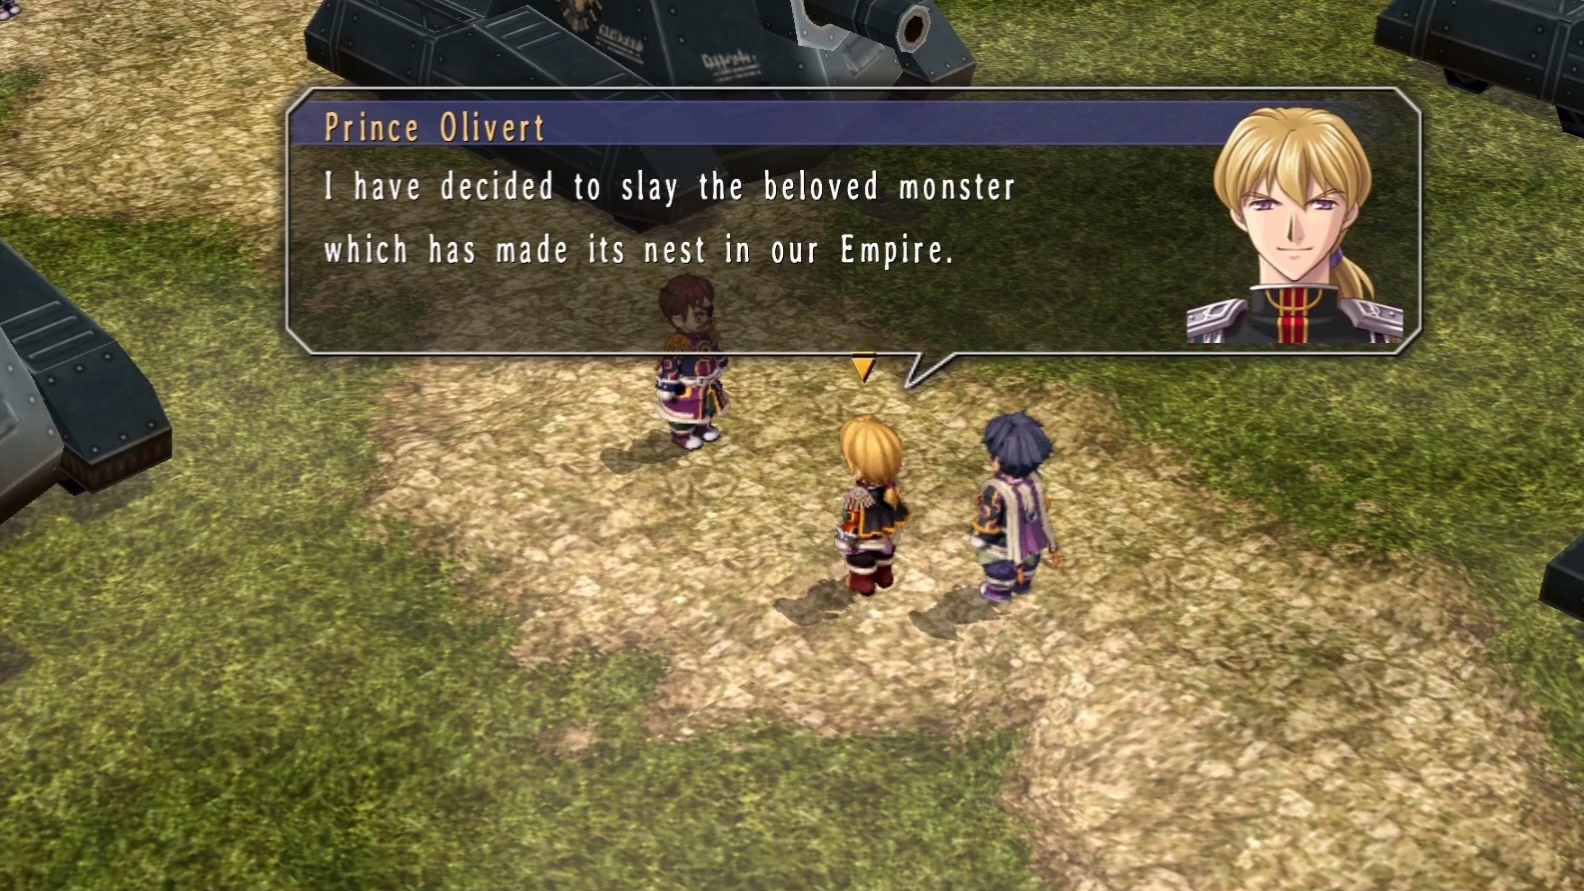 Prince Olivert
I have decided to slay the beloved monster
which has made its nest in our Empire.